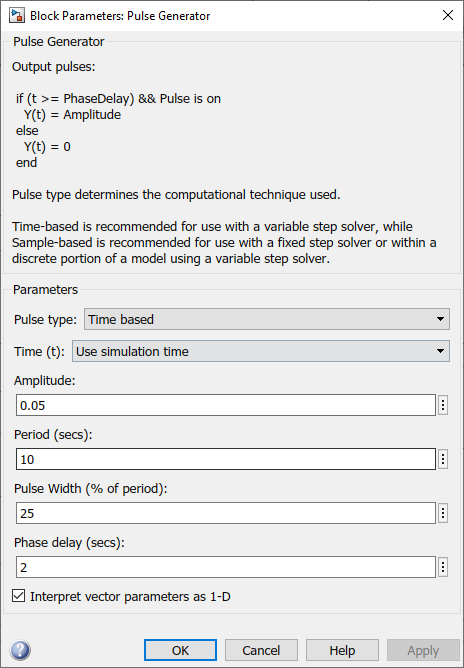 Block Parameters: Pulse Generator
Pulse Generator
Output pulses:
if (t >= PhaseDelay) && Pulse is on
Y(t) = Amplitude
else
Y(t) = 0
end
Pulse type determines the computational technique used.
Time-based is recommended for use with a variable step solver, while
Sample-based is recommended for use with a fixed step solver or within a
discrete portion of a model using a variable step solver.
Parameters
Pulse type: Time based
Time (t): Use simulation time
Amplitude:
0.05
Period (secs):
10
Pulse Width (% of period):
25
Phase delay (secs):
2
Interpret vector parameters as 1-D
OK Cancel Help Apply